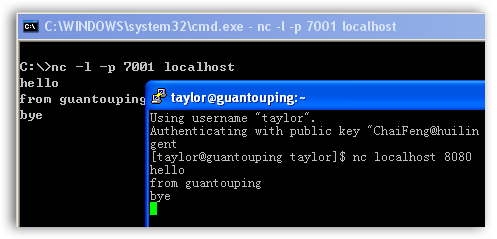 C:\WINDOWS\system32\cmd.exe - nc -l -p 7001 localhost
C:\>nc -l -p 7001 localhost
hello
from guantouping
bye
taylor@guantouping:~
Using username "taylor".
Authenticating with public key "ChaiFeng@huilin
gent
[taylor@guantouping taylor]$ nc localhost 8080
hello
from guantouping
bye